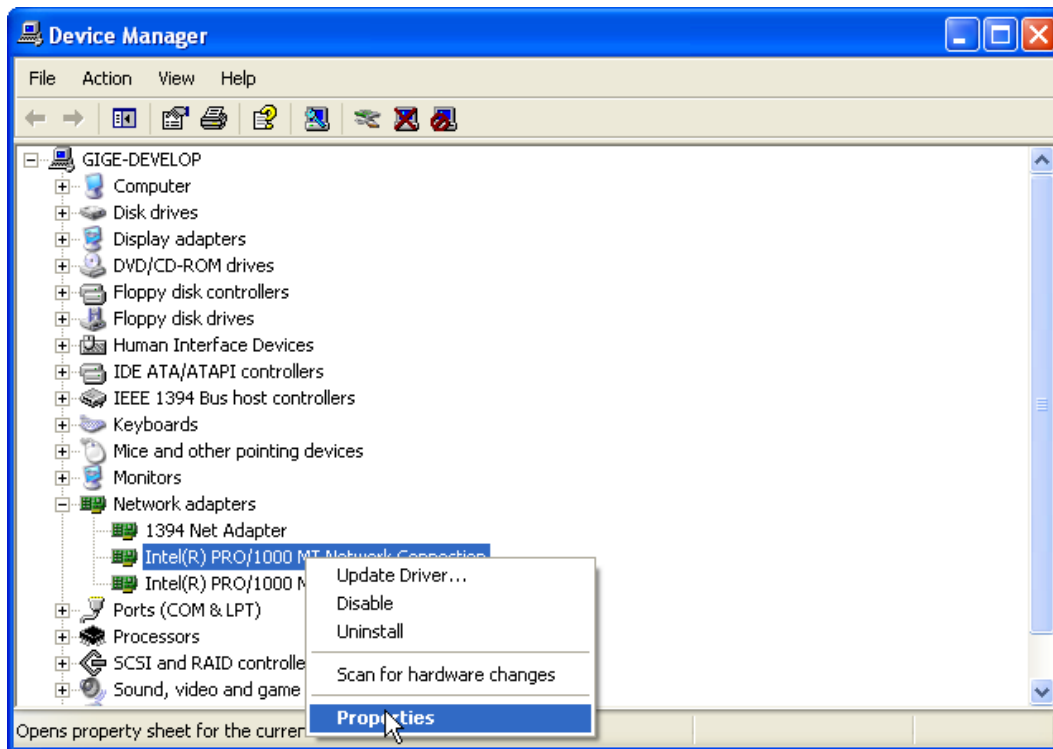 Device Manager
File Action View Help
GIGE-DEVELOP
Computer
Disk drives
Display adapters
DVD/CD-ROM drives
Floppy disk controllers
Floppy disk drives
Human Interface Devices
IDE ATA/ATAPI controllers
IEEE 1394 Bus host controllers
Keyboards
Mice and other pointing devices
Monitors
Network adapters
1394 Net Adapter
Intel(R) PRO/1000 MT Network Connection
Intel(R) PRO/1000
Update Driver...
Disable
Uninstall
Scan for hardware changes
Properties
Ports (COM & LPT)
Processors
SCSI and RAID
Sound, video and game
Opens property sheet for the